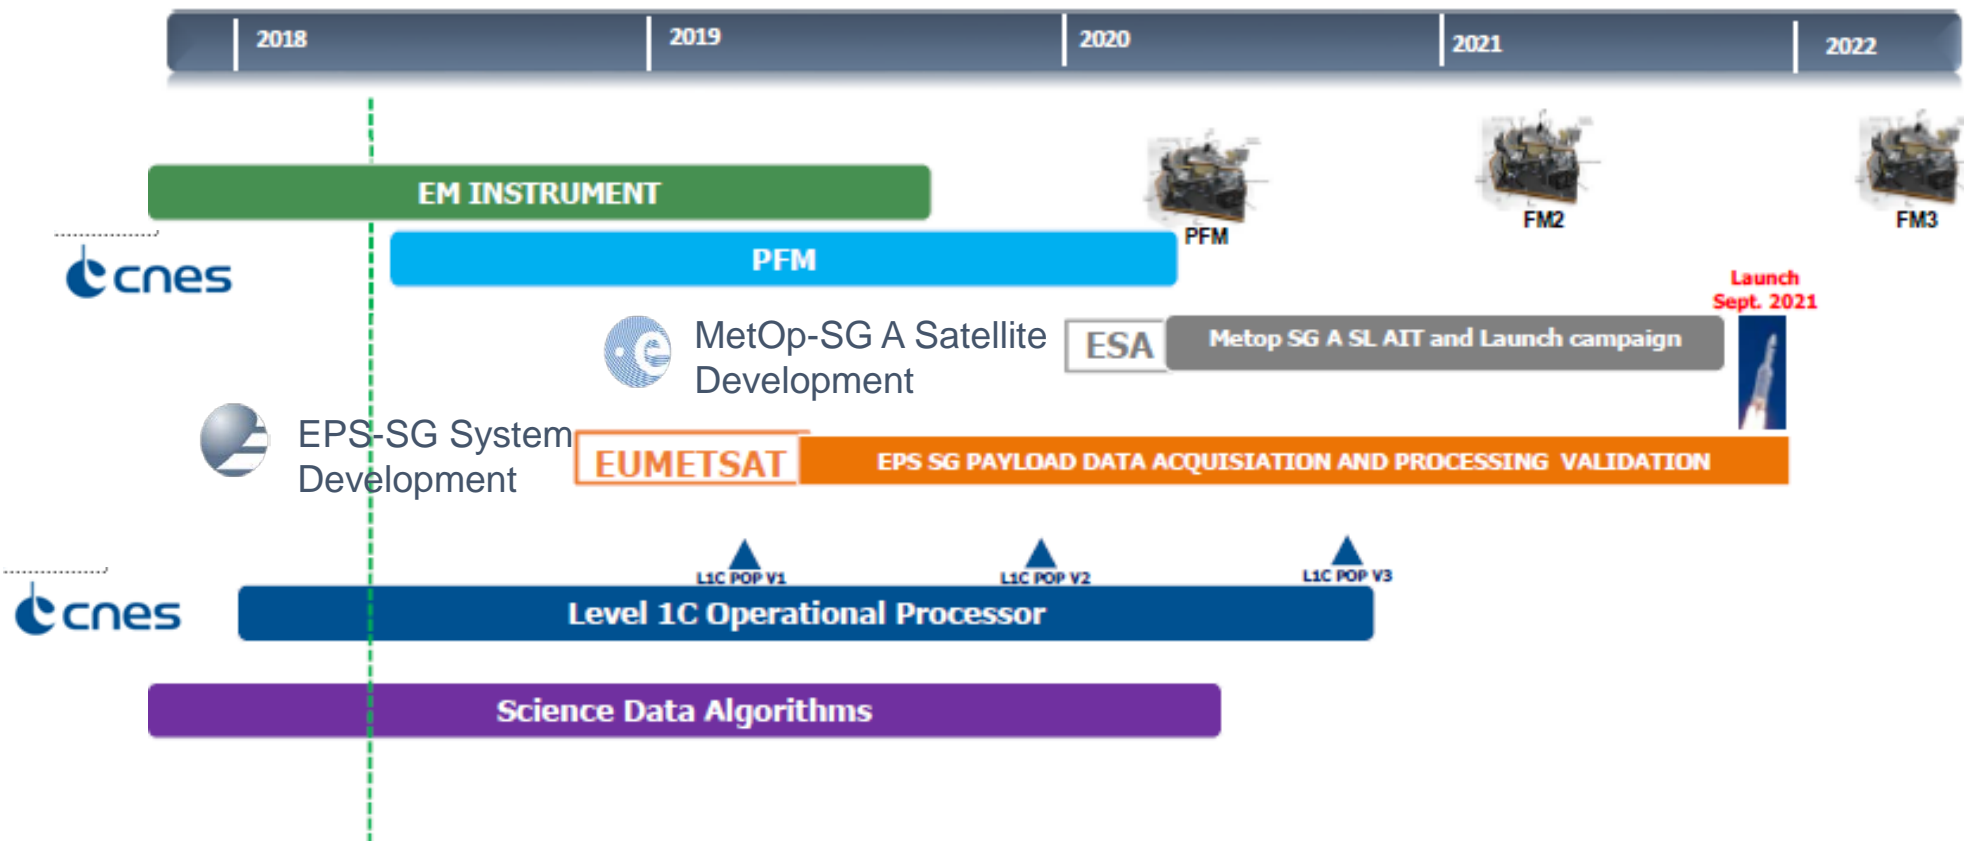 2018
2019
2020
2021
2022
EM INSTRUMENT
PFM
FM2
FM3
cnes
PFM
Launch
Sept. 2021
MetOp-SG A Satellite
Development
ESA
Metop SG A SL AIT and Launch campaign
EPS-SG System
Development
EUMETSAT
EPS SG PAYLOAD DATA ACQUISIATION AND PROCESSING VALIDATION
L1C POP V1
L1C POP V2
L1C POP V3
cnes
Level 1C Operational Processor
Science Data Algorithms